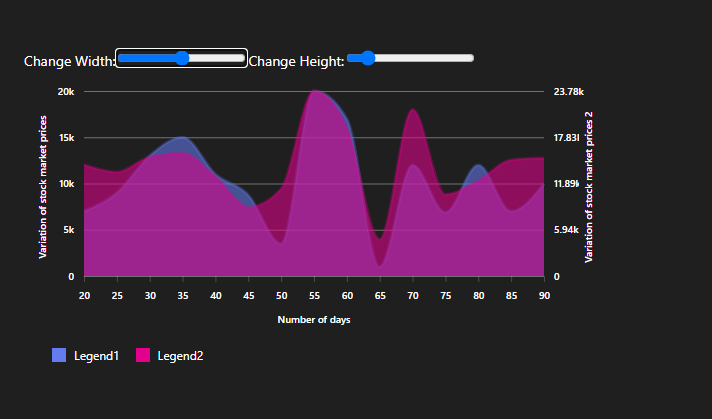 Change Width: Change Height:
Variation of stock market prices
20k
15k
10k
5k
0
23.78k
17.83k
11.89k
5.94k
0
Variation of stock market prices 2
20 25 30 35 40 45 50 55 60 65 70 75 80 85 90
Number of days
Legend1 Legend2